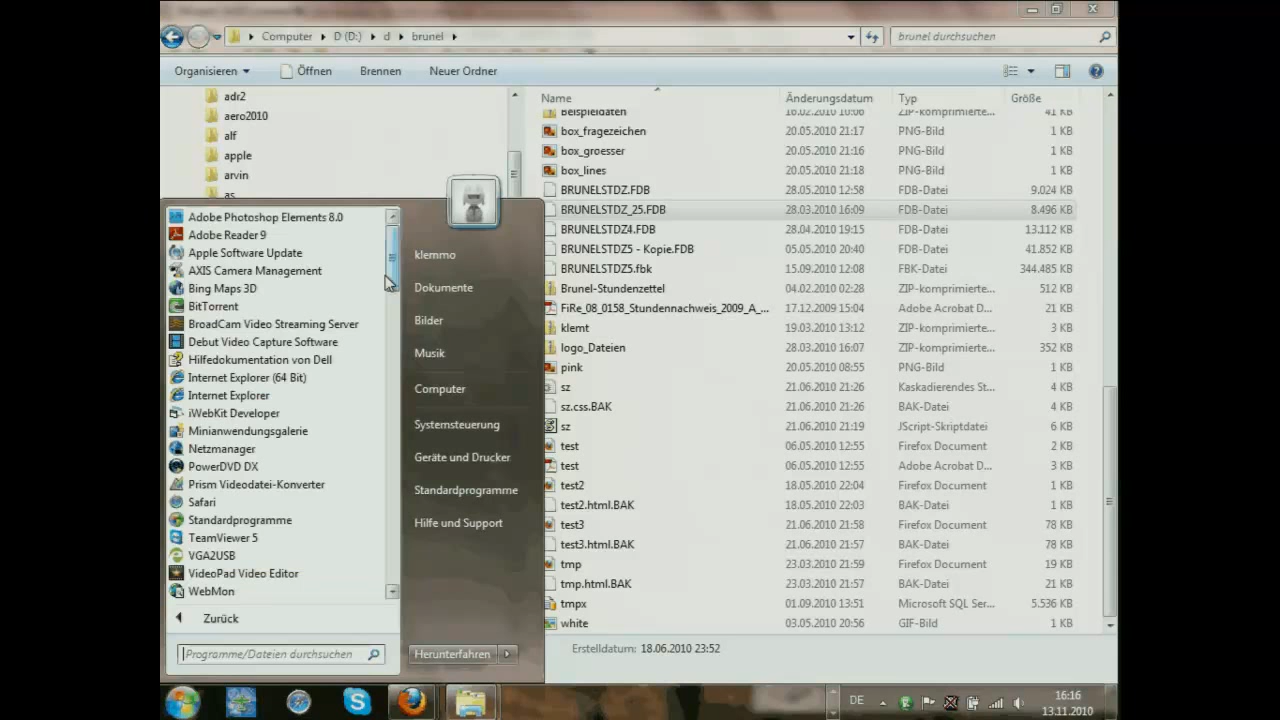 Computer D (D:) d brunel
brunel durchsuchen
Organisieren Öffnen Brennen Neuer Ordner
adr2
aero2010
alf
apple
arvin
as
Name Änderungsdatum Typ Größe
Beispieldaten 16.02.2010 10:06 ZIP-komprimierte... 41 KB
box_fragezeichen 20.05.2010 21:17 PNG-Bild 1 KB
box_groesser 20.05.2010 21:16 PNG-Bild 1 KB
box_lines 20.05.2010 21:18 PNG-Bild 1 KB
BRUNELSTDZ.FDB 28.05.2010 12:58 FDB-Datei 9.024 KB
BRUNELSTDZ_25.FDB 28.03.2010 16:09 FDB-Datei 8.496 KB
BRUNELSTDZ4.FDB 28.04.2010 19:15 FDB-Datei 13.112 KB
BRUNELSTDZ5 - Kopie.FDB 05.05.2010 20:40 FDB-Datei 41.852 KB
BRUNELSTDZ5.fbk 15.09.2010 12:08 FBK-Datei 344.485 KB
Brunel-Stundenzettel 04.02.2010 02:28 ZIP-komprimierte... 512 KB
FiRe_08_0158_Stundennachweis_2009_A_... 17.12.2009 15:04 Adobe Acrobat D... 21 KB
klemt 19.03.2010 13:12 ZIP-komprimierte... 3 KB
logo_Dateien 28.03.2010 16:07 ZIP-komprimierte... 352 KB
pink 20.05.2010 08:55 PNG-Bild 1 KB
sz 21.06.2010 21:26 Kaskadierendes St... 4 KB
sz.css.BAK 21.06.2010 21:26 BAK-Datei 4 KB
sz 21.06.2010 21:19 JScript-Skriptdatei 6 KB
test 06.05.2010 12:55 Firefox Document 2 KB
test 06.05.2010 12:55 Adobe Acrobat D... 3 KB
test2 18.05.2010 22:04 Firefox Document 1 KB
test2.html.BAK 18.05.2010 22:03 BAK-Datei 1 KB
test3 21.06.2010 21:58 Firefox Document 78 KB
test3.html.BAK 21.06.2010 21:57 BAK-Datei 78 KB
tmp 23.03.2010 21:59 Firefox Document 19 KB
tmp.html.BAK 23.03.2010 21:57 BAK-Datei 21 KB
tmpx 01.09.2010 13:51 Microsoft SQL Ser... 5.536 KB
white 03.05.2010 20:56 GIF-Bild 1 KB
Erstelldatum: 18.06.2010 23:52
Adobe Photoshop Elements 8.0
Adobe Reader 9
Apple Software Update
AXIS Camera Management
Bing Maps 3D
BitTorrent
BroadCam Video Streaming Server
Debut Video Capture Software
Hilfedokumentation von Dell
Internet Explorer (64 Bit)
Internet Explorer
iWebKit Developer
Minianwendungsgalerie
Netzmanager
PowerDVD DX
Prism Videodatei-Konverter
Safari
Standardprogramme
TeamViewer 5
VGA2USB
VideoPad Video Editor
WebMon
Zurück
Programme/Dateien durchsuchen
klemmo
Dokumente
Bilder
Musik
Computer
Systemsteuerung
Geräte und Drucker
Standardprogramme
Hilfe und Support
Herunterfahren
DE
16:16
13.11.2010